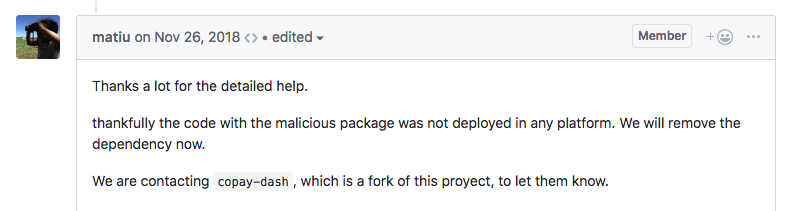 matiu on Nov 26, 2018 <> • edited
Member
Thanks a lot for the detailed help.
thankfully the code with the malicious package was not deployed in any platform. We will remove the
dependency now.
We are contacting copay-dash, which is a fork of this proyect, to let them know.